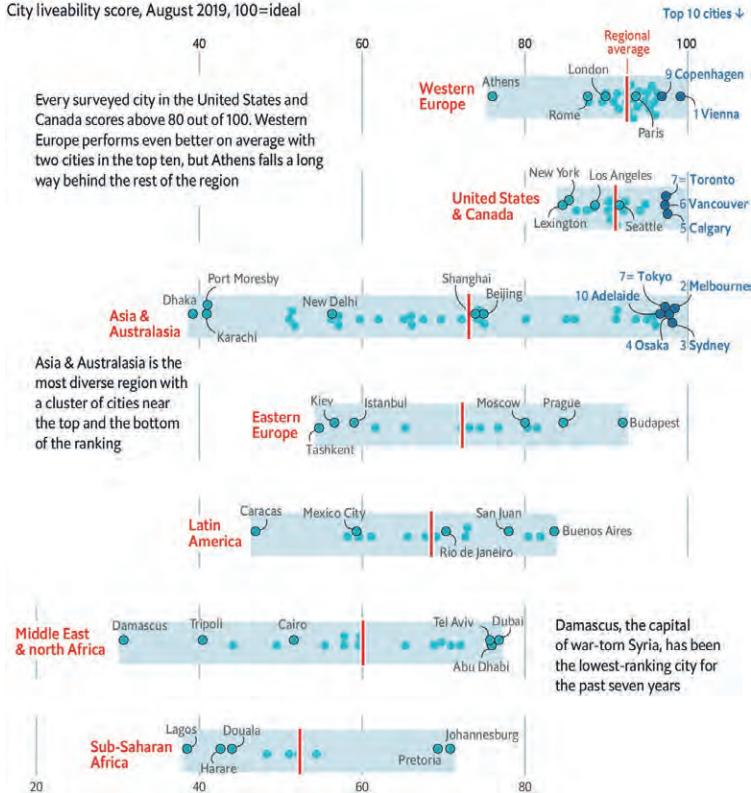 City liveability score, August 2019, 100=ideal
Top 10 cities ↓
40
60
80
Regional
average
100
Every surveyed city in the United States and
Canada scores above 80 out of 100. Western
Europe performs even better on average with
two cities in the top ten, but Athens falls a long
way behind the rest of the region
Western
Europe
Athens
London
Rome
Paris
9 Copenhagen
1 Vienna
United States
& Canada
New York
Los Angeles
Lexington
Seattle
7= Toronto
6 Vancouver
5 Calgary
Asia &
Australasia
Port Moresby
Dhaka
Karachi
New Delhi
Shanghai
Beijing
7= Tokyo
2 Melbourne
10 Adelaide
4 Osaka
3 Sydney
Asia & Australasia is the
most diverse region with
a cluster of cities near
the top and the bottom
of the ranking
Eastern
Europe
Kiev
Istanbul
Tashkent
Moscow
Prague
Budapest
Latin
America
Caracas
Mexico City
Rio de Janeiro
San Juan
Buenos Aires
Middle East
& north Africa
Damascus
Tripoli
Cairo
Tel Aviv
Dubai
Abu Dhabi
Damascus, the capital
of war-torn Syria, has been
the lowest-ranking city for
the past seven years
Sub-Saharan
Africa
Lagos
Douala
Harare
Johannesburg
Pretoria
20
40
60
80